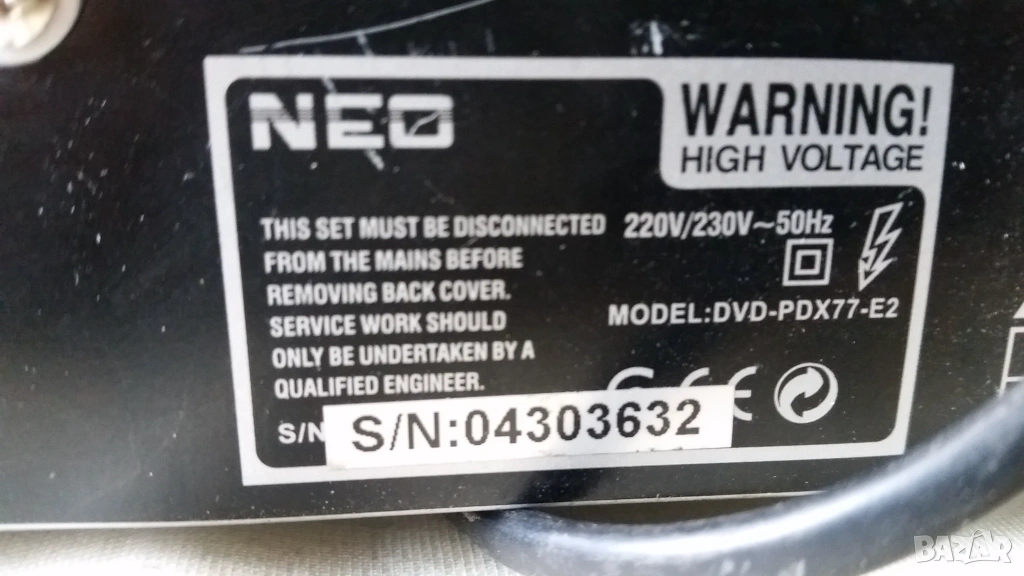 NEO
WARNING!
HIGH VOLTAGE
THIS SET MUST BE DISCONNECTED
FROM THE MAINS BEFORE
REMOVING BACK COVER.
SERVICE WORK SHOULD
ONLY BE UNDERTAKEN BY A
QUALIFIED ENGINEER.
220V/230V~50Hz
MODEL:DVD-PDX77-E2
CE
S/N
S/N:04303632
BAZAR